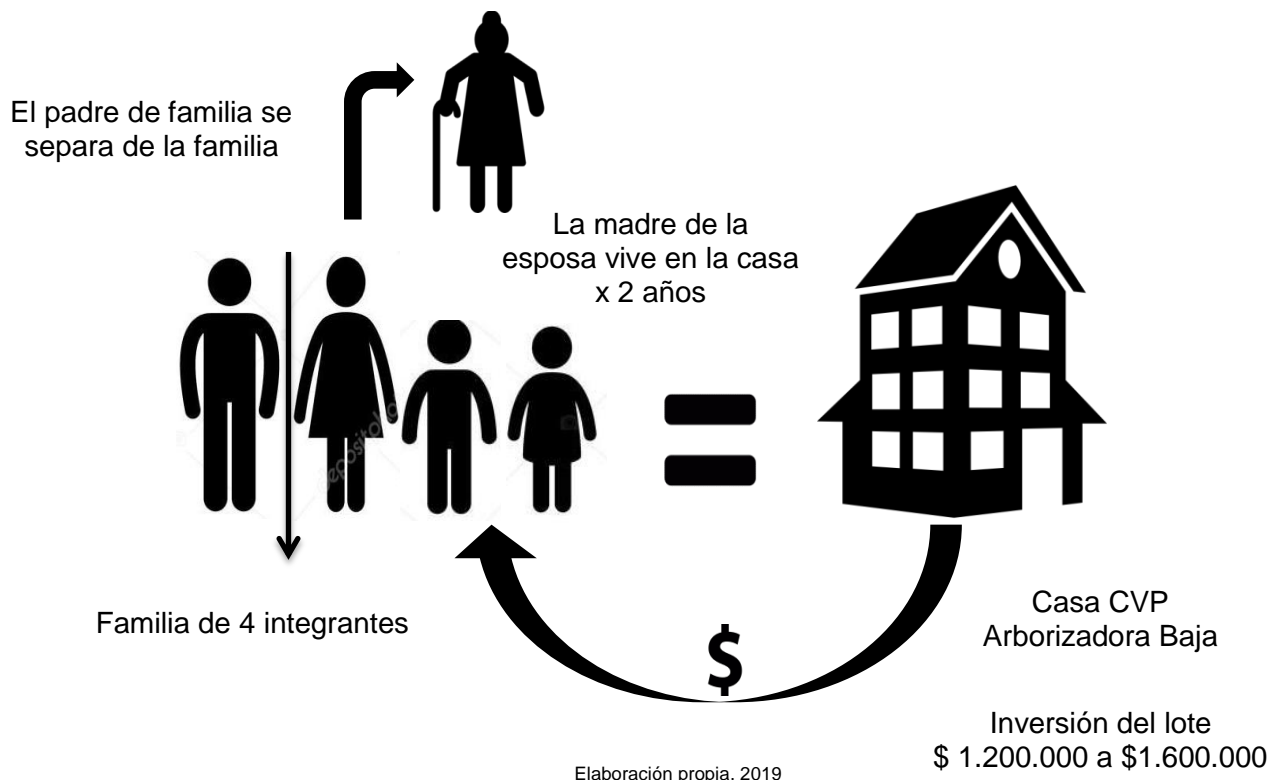 El padre de familia se
separa de la familia
La madre de la
esposa vive en la casa
x 2 años
Familia de 4 integrantes
$
Casa CVP
Arborizadora Baja
Inversión del lote
$ 1.200.000 a $1.600.000
Elaboración propia, 2019